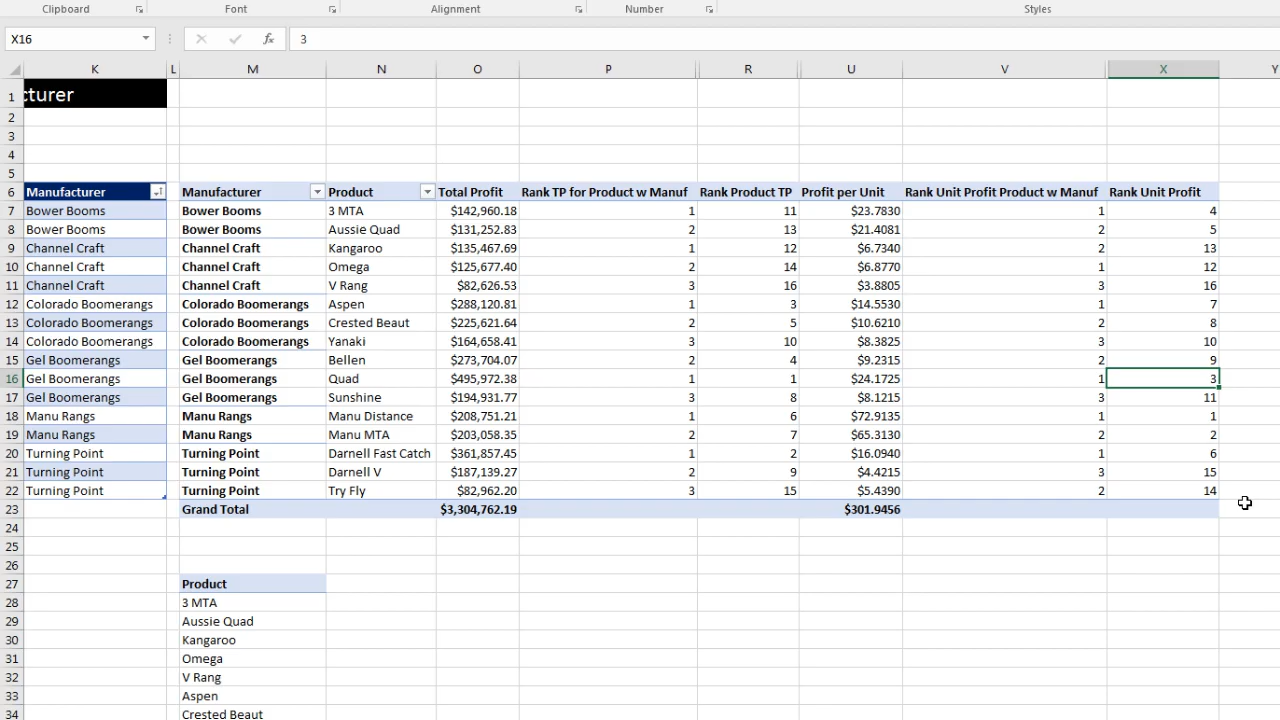 Clipboard Font Alignment Number Styles
X16 fx 3
K L M N O P R U V X Y
1 cturer
2
3
4
5
6 Manufacturer Manufacturer Product Total Profit Rank TP for Product w Manuf Rank Product TP Profit per Unit Rank Unit Profit Product w Manuf Rank Unit Profit
7 Bower Booms Bower Booms 3 MTA $142,960.18 1 11 $23.7830 1 4
8 Bower Booms Bower Booms Aussie Quad $131,252.83 2 13 $21.4081 2 5
9 Channel Craft Channel Craft Kangaroo $135,467.69 1 12 $6.7340 2 13
10 Channel Craft Channel Craft Omega $125,677.40 2 14 $6.8770 1 12
11 Channel Craft Channel Craft V Rang $82,626.53 3 16 $3.8805 3 16
12 Colorado Boomerangs Colorado Boomerangs Aspen $288,120.81 1 3 $14.5530 1 7
13 Colorado Boomerangs Colorado Boomerangs Crested Beaut $225,621.64 2 5 $10.6210 2 8
14 Colorado Boomerangs Colorado Boomerangs Yanaki $164,658.41 3 10 $8.3825 3 10
15 Gel Boomerangs Gel Boomerangs Bellen $273,704.07 2 4 $9.2315 2 9
16 Gel Boomerangs Gel Boomerangs Quad $495,972.38 1 1 $24.1725 1 3
17 Gel Boomerangs Gel Boomerangs Sunshine $194,931.77 3 8 $8.1215 3 11
18 Manu Rangs Manu Rangs Manu Distance $208,751.21 1 6 $72.9135 1 1
19 Manu Rangs Manu Rangs Manu MTA $203,058.35 2 7 $65.3130 2 2
20 Turning Point Turning Point Darnell Fast Catch $361,857.45 1 2 $16.0940 1 6
21 Turning Point Turning Point Darnell V $187,139.27 2 9 $4.4215 3 15
22 Turning Point Turning Point Try Fly $82,962.20 3 15 $5.4390 2 14
23 Grand Total $3,304,762.19 $301.9456
24
25
26
27 Product
28 3 MTA
29 Aussie Quad
30 Kangaroo
31 Omega
32 V Rang
33 Aspen
34 Crested Beaut